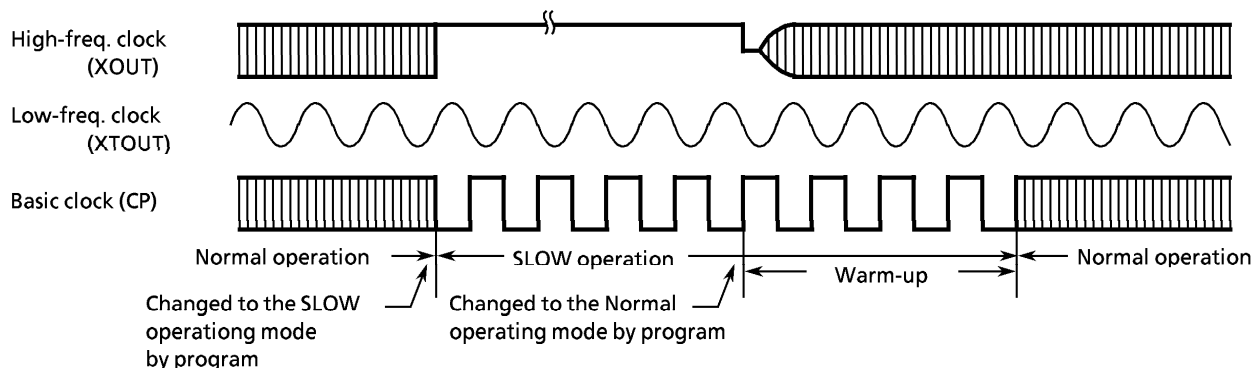 High-freq. clock
(XOUT)
Low-freq. clock
(XTOUT)
Basic clock (CP)
Normal operation
SLOW operation
Normal operation
Warm-up
Changed to the SLOW
operationg mode
by program
Changed to the Normal
operating mode by program